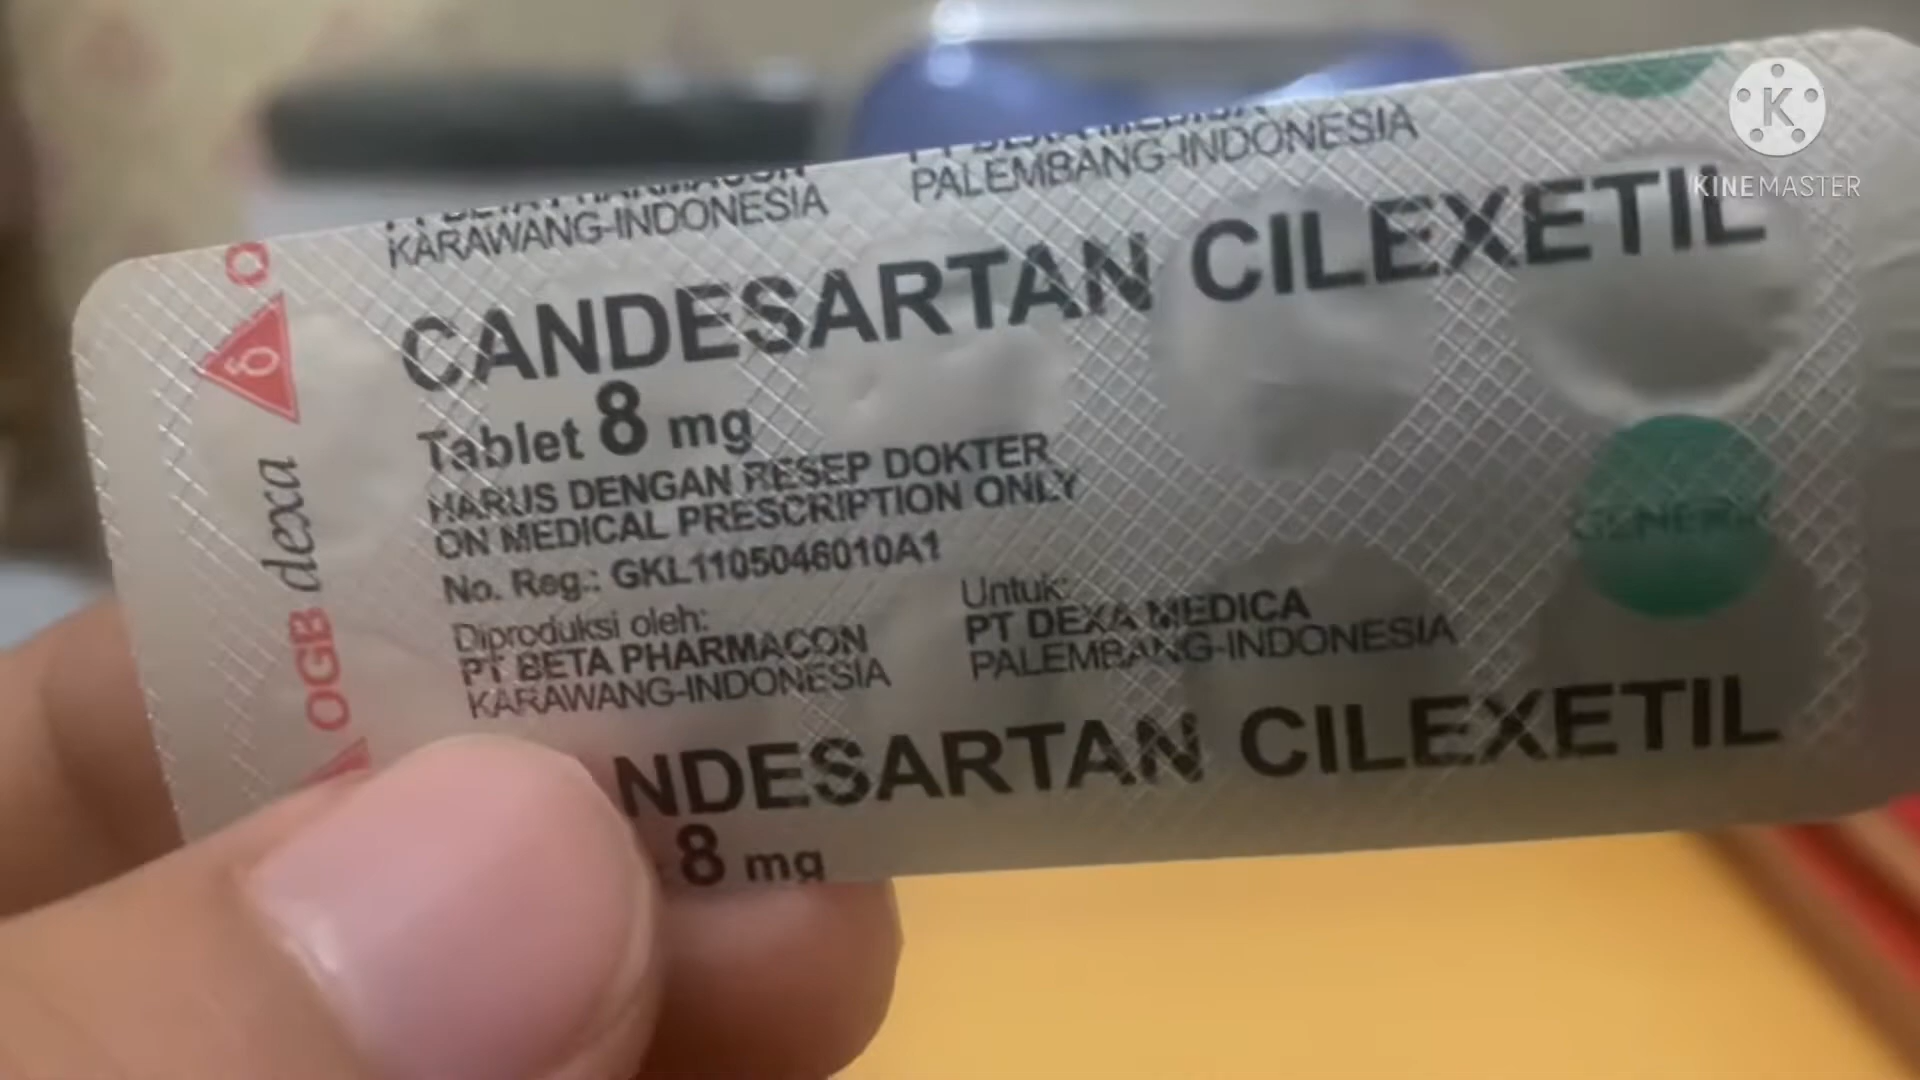 KINEMASTER
KARAWANG-INDONESIA
PALEMBANG-INDONESIA
CANDESARTAN CILEXETIL
Tablet 8 mg
HARUS DENGAN RESEP DOKTER
ON MEDICAL PRESCRIPTION ONLY
No. Reg.: GKL1105046010A1
Diproduksi oleh:
PT BETA PHARMACON
KARAWANG-INDONESIA
Untuk:
PT DEXA MEDICA
PALEMBANG-INDONESIA
GENERIK
NDESARTAN CILEXETIL
8 mg
OGB dexa